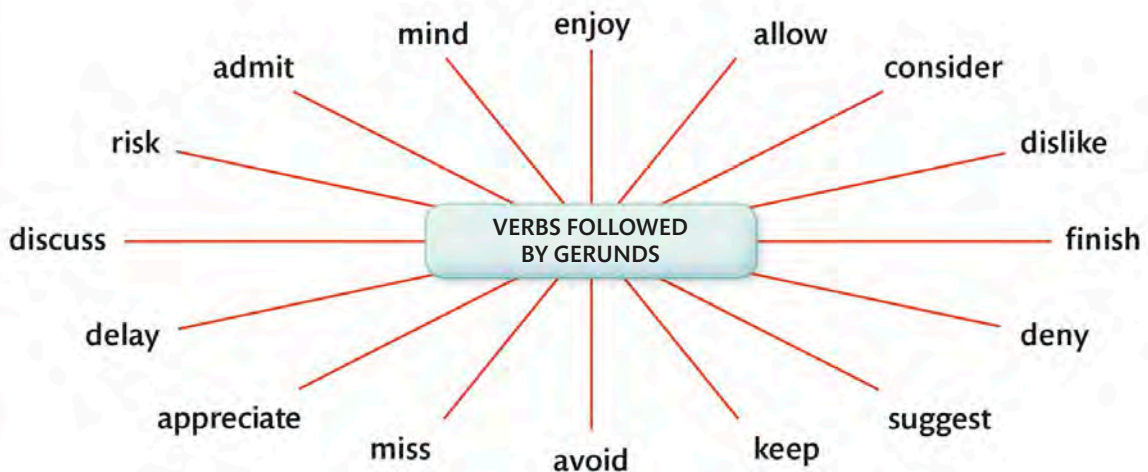 enjoy
mind
allow
admit
consider
risk
dislike
VERBS FOLLOWED
BY GERUNDS
discuss
finish
delay
deny
appreciate
suggest
miss
keep
avoid